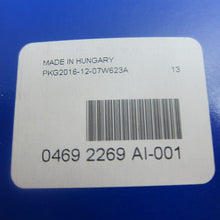 MADE IN HUNGARY
PKG2016-12-07W623A 13
0469 2269 AI-001